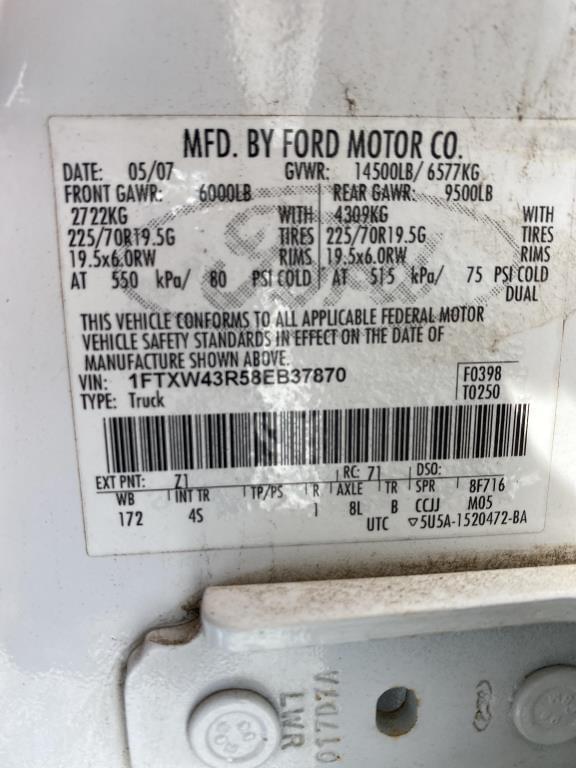 MFD. BY FORD MOTOR CO.
DATE: 05/07 GVWR: 14500LB/ 6577KG
FRONT GAWR: 6000LB REAR GAWR: 9500LB
2722KG WITH 4309KG WITH
225/70R19.5G TIRES 225/70R19.5G TIRES
19.5x6.0RW RIMS 19.5x6.0RW RIMS
AT 550 kPa/ 80 PSI COLD AT 515 kPa/ 75 PSI COLD
DUAL
THIS VEHICLE CONFORMS TO ALL APPLICABLE FEDERAL MOTOR
VEHICLE SAFETY STANDARDS IN EFFECT ON THE DATE OF
MANUFACTURE SHOWN ABOVE.
VIN: 1FTXW43R58EB37870 F0398
TYPE: Truck T0250
EXT PNT: Z1 RC: 71 DSO:
WB INT TR TP/PS R AXLE TR SPR 8F716
172 4S 1 8L B CCJJ M05
UTC ▽5U5A-1520472-BA
LWR
017D7A